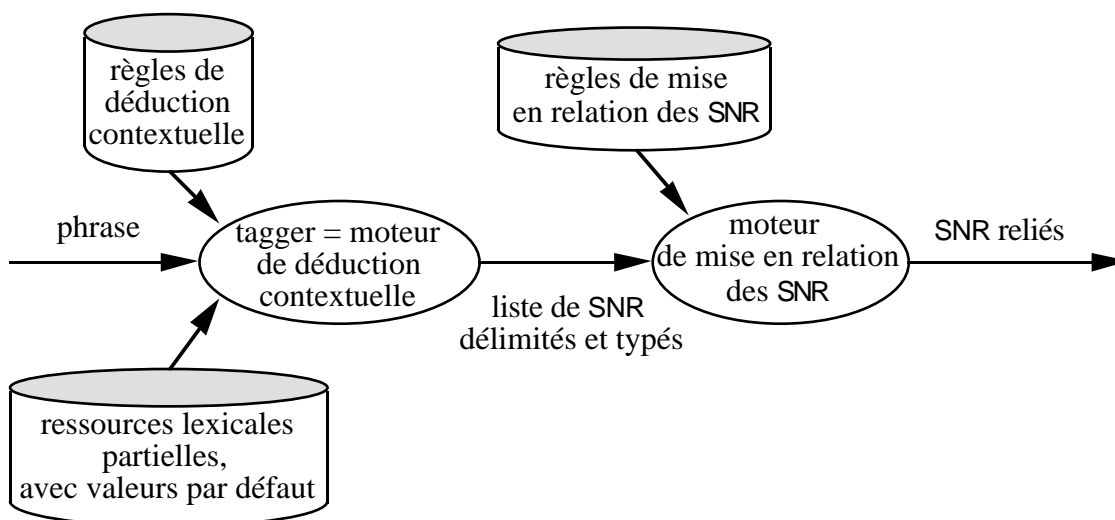 règles de
déduction
contextuelle
règles de mise
en relation des SNR
phrase
tagger = moteur
de déduction
contextuelle
liste de SNR
délimités et typés
moteur
de mise en relation
des SNR
SNR reliés
ressources lexicales
partielles,
avec valeurs par défaut